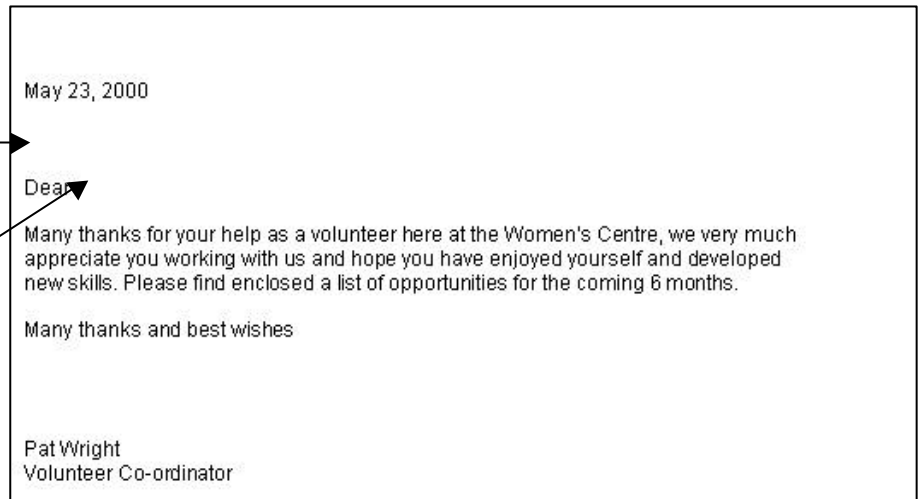 May 23, 2000
Dear
Many thanks for your help as a volunteer here at the Women's Centre, we very much
appreciate you working with us and hope you have enjoyed yourself and developed
new skills. Please find enclosed a list of opportunities for the coming 6 months.
Many thanks and best wishes
Pat Wright
Volunteer Co-ordinator